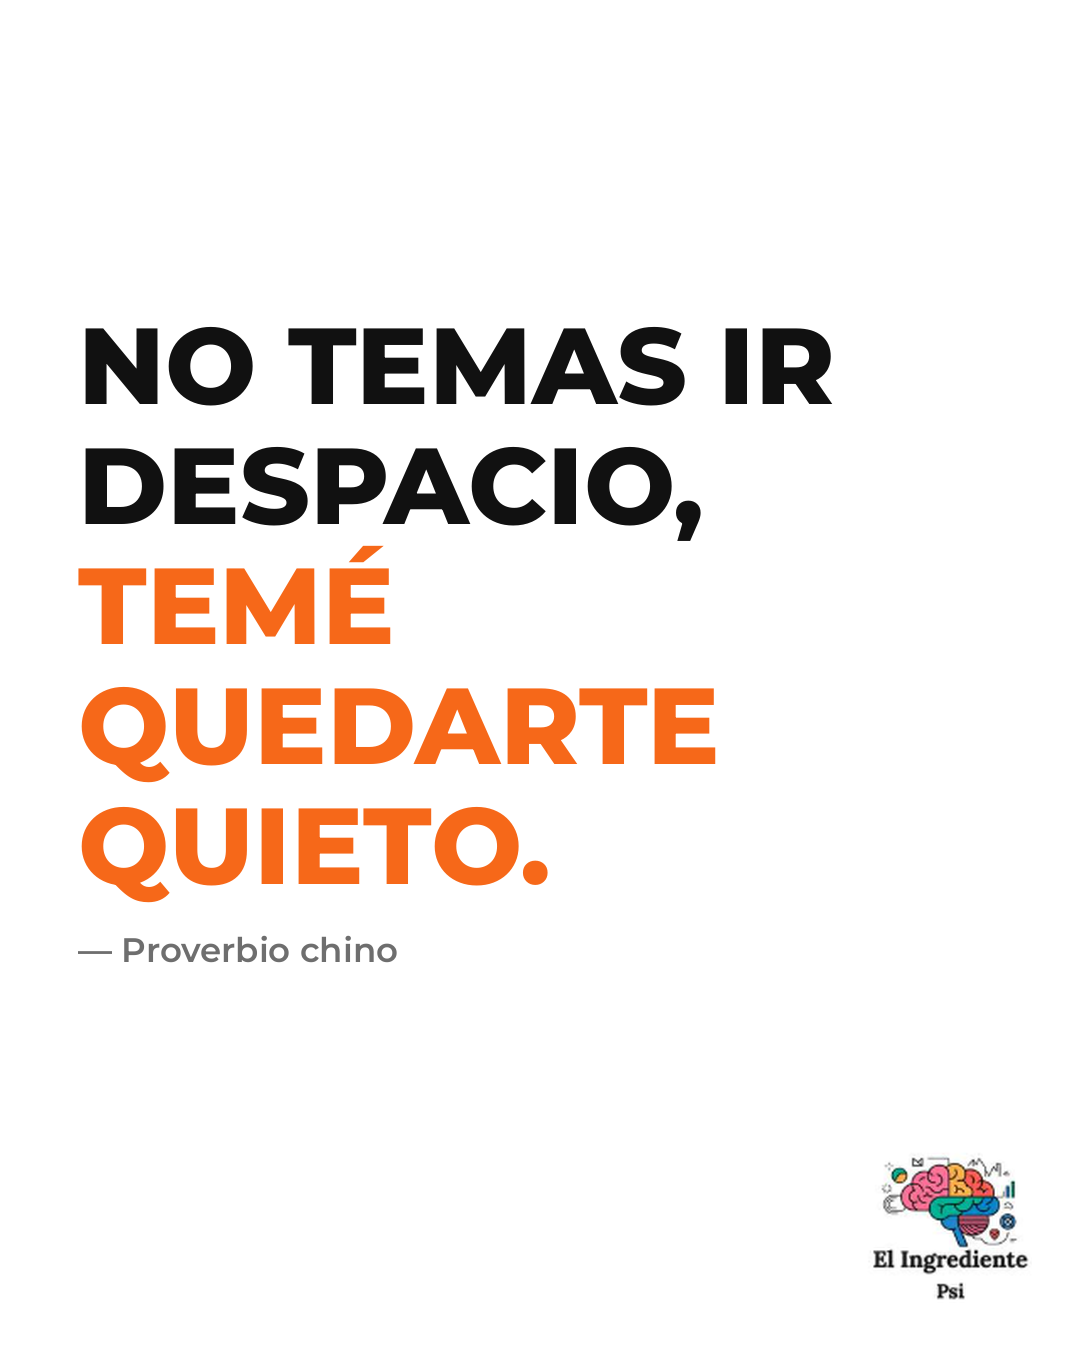 NO TEMAS IR
DESPACIO,
TEMÉ
QUEDARTE
QUIETO.
— Proverbio chino
El Ingrediente
Psi